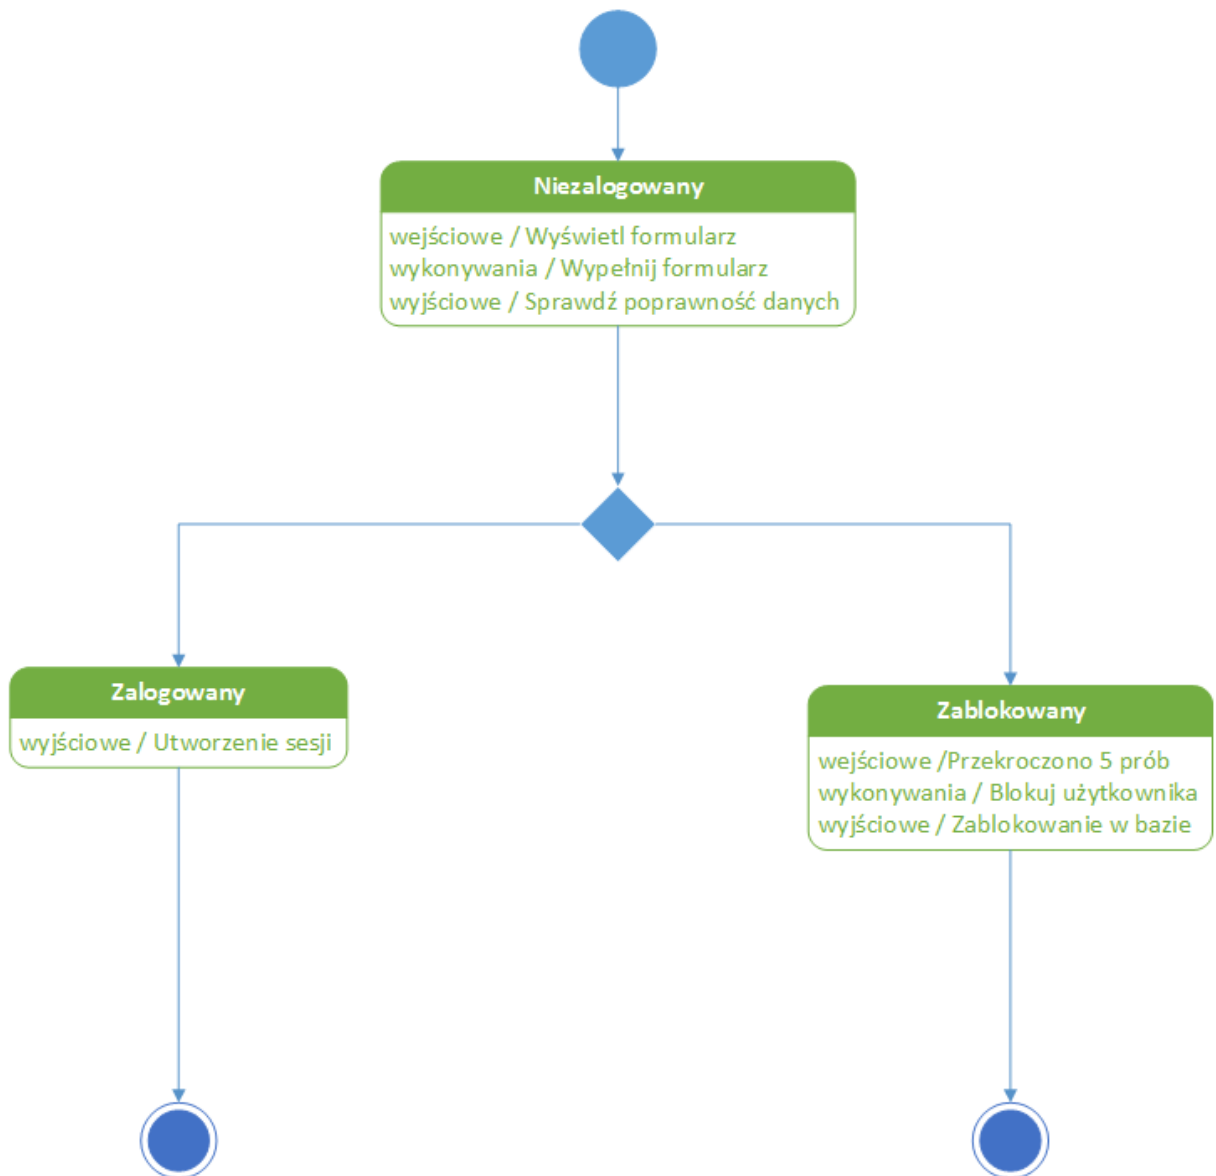 Niezalogowany
wejściowe / Wyświetl formularz
wykonywania / Wypełnij formularz
wyjściowe / Sprawdź poprawność danych
Zalogowany
wyjściowe / Utworzenie sesji
Zablokowany
wejściowe /Przekroczono 5 prób
wykonywania / Blokuj użytkownika
wyjściowe / Zablokowanie w bazie